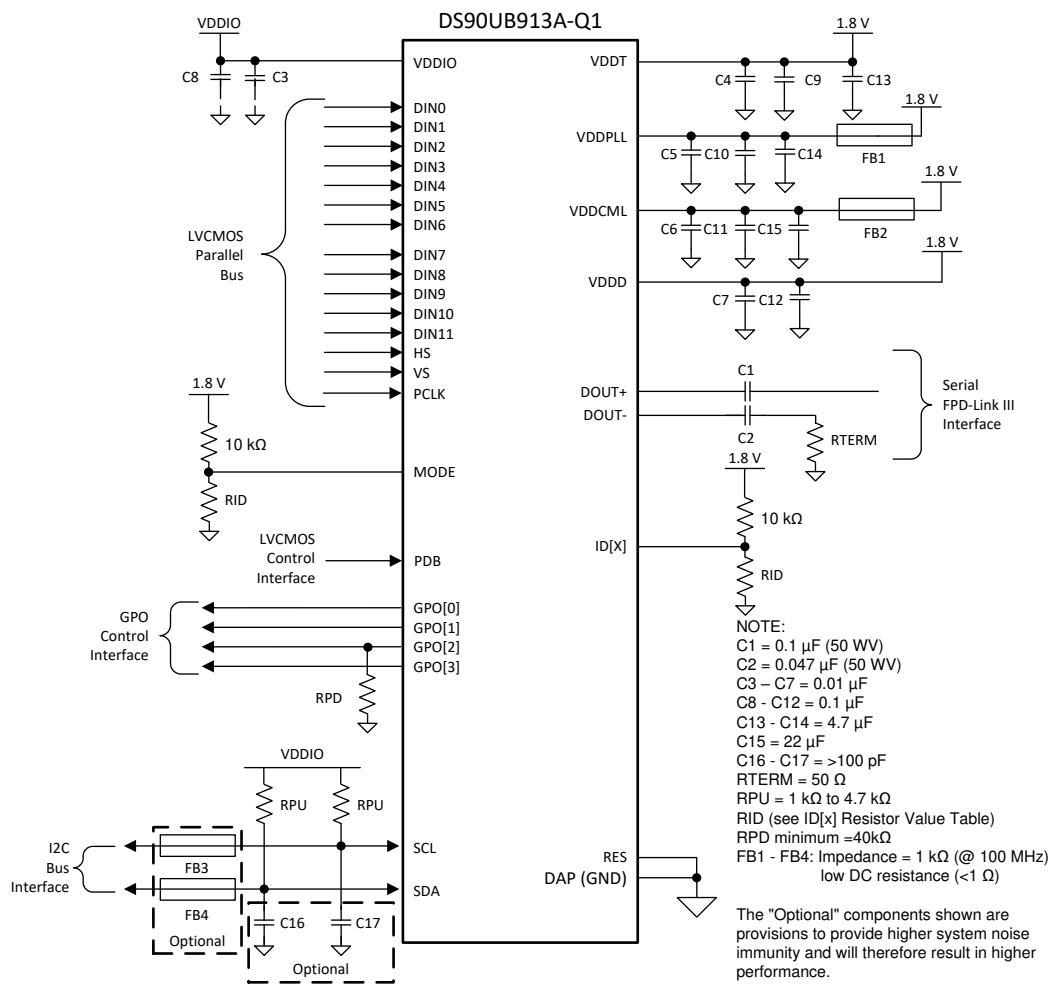 DS90UB913A-Q1
VDDIO
C8
C3
VDDIO
LVCMOS
Parallel
Bus
DIN0
DIN1
DIN2
DIN3
DIN4
DIN5
DIN6
DIN7
DIN8
DIN9
DIN10
DIN11
HS
VS
PCLK
1.8 V
10 kΩ
RID
MODE
LVCMOS
Control
Interface
PDB
GPO
Control
Interface
GPO[0]
GPO[1]
GPO[2]
GPO[3]
RPD
VDDIO
RPU
RPU
I2C
Bus
Interface
FB3
FB4
Optional
SCL
SDA
C16
C17
Optional
1.8 V
VDDT
C4
C9
C13
1.8 V
VDDPLL
C5
C10
C14
FB1
1.8 V
VDDCML
C6
C11
C15
FB2
1.8 V
VDDD
C7
C12
C1
DOUT+
DOUT-
C2
RTERM
Serial
FPD-Link III
Interface
1.8 V
10 kΩ
ID[X]
RID
RES
DAP (GND)
NOTE:
C1 = 0.1 µF (50 WV)
C2 = 0.047 µF (50 WV)
C3 – C7 = 0.01 µF
C8 - C12 = 0.1 µF
C13 - C14 = 4.7 µF
C15 = 22 µF
C16 - C17 = >100 pF
RTERM = 50 Ω
RPU = 1 kΩ to 4.7 kΩ
RID (see ID[x] Resistor Value Table)
RPD minimum =40kΩ
FB1 - FB4: Impedance = 1 kΩ (@ 100 MHz)
low DC resistance (<1 Ω)
The "Optional" components shown are
provisions to provide higher system noise
immunity and will therefore result in higher
performance.